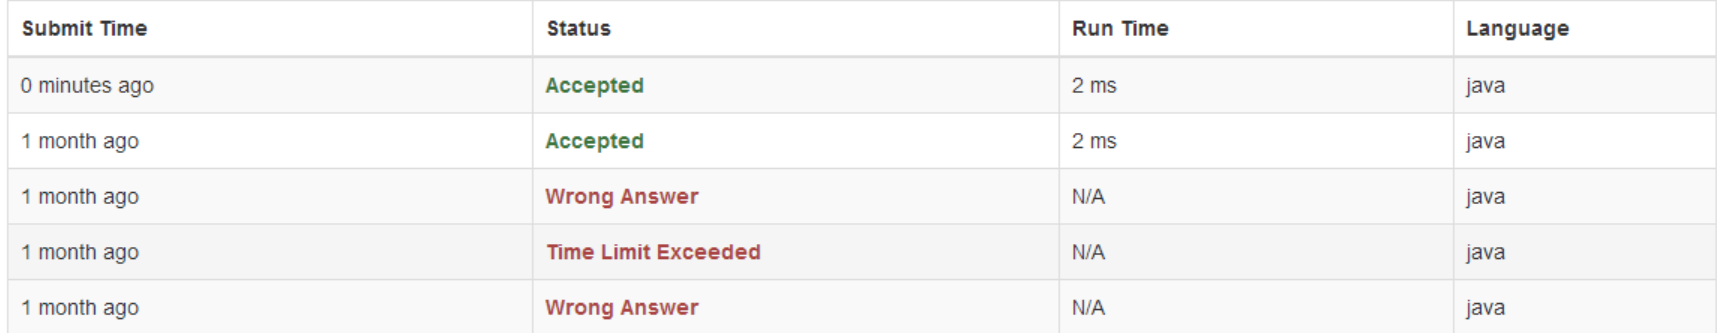 Submit Time Status Run Time Language
0 minutes ago Accepted 2 ms java
1 month ago Accepted 2 ms java
1 month ago Wrong Answer N/A java
1 month ago Time Limit Exceeded N/A java
1 month ago Wrong Answer N/A java